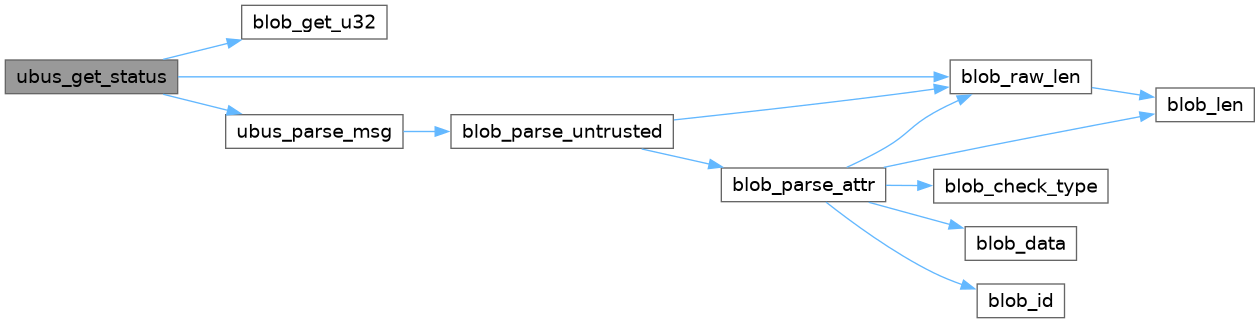 blob_get_u32
ubus_get_status
blob_raw_len
blob_len
ubus_parse_msg
blob_parse_untrusted
blob_parse_attr
blob_check_type
blob_data
blob_id